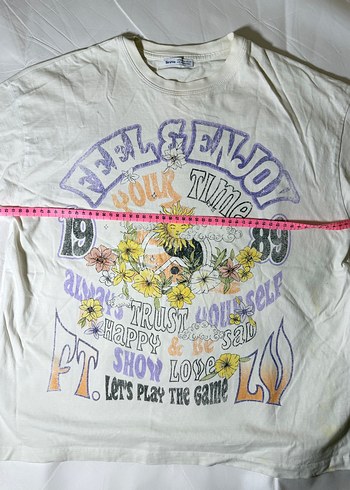 FEEL & ENJOY
YOUR TIME
19 89
ALWAYS TRUST YOURSELF
HAPPY & BE SAD
SHOW LOVE
FT. LV
LET'S PLAY THE GAME